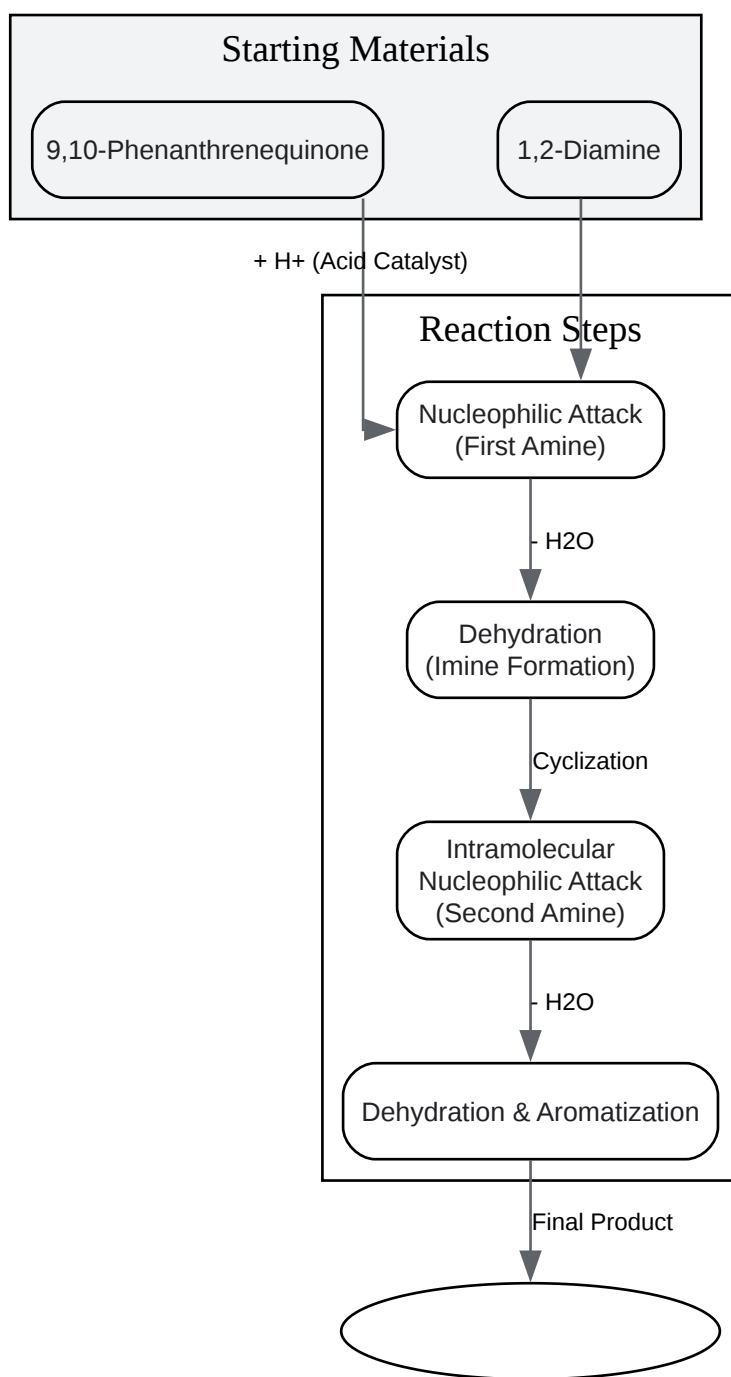 Starting Materials
9,10-Phenanthrenequinone
1,2-Diamine
+ H+ (Acid Catalyst)
Reaction Steps
Nucleophilic Attack
(First Amine)
- H2O
Dehydration
(Imine Formation)
Cyclization
Intramolecular
Nucleophilic Attack
(Second Amine)
- H2O
Dehydration & Aromatization
Final Product